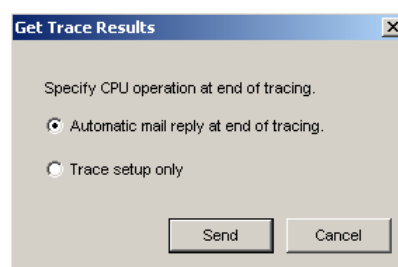 Get Trace Results
Specify CPU operation at end of tracing.
Automatic mail reply at end of tracing.
Trace setup only
Send Cancel